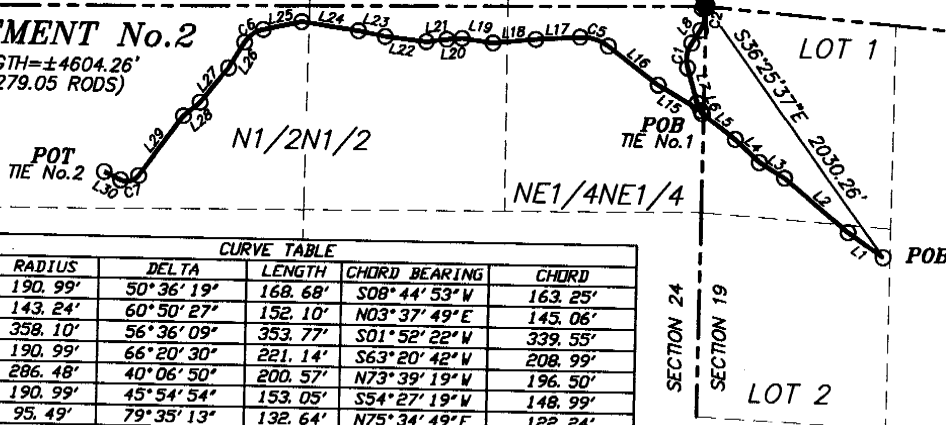 EMENT No.2
GTH=±4604.26'
279.05 RODS)
C6
L25
L24
L23
L22
L21
L20
L19
L18
L17
C5
L16
L15
L26
L27
L28
L29
C7
L30
POT
TIE No.2
N1/2N1/2
POB
TIE No.1
NE1/4NE1/4
L8
C2
C1
L7
L6
L5
L4
L3
L2
L1
S36°25'37"E 2030.26'
LOT 1
POB
SECTION 24
SECTION 19
LOT 2
CURVE TABLE
RADIUS DELTA LENGTH CHORD BEARING CHORD
190.99' 50°36'19" 168.68' S08°44'53"W 163.25'
143.24' 60°50'27" 152.10' N03°37'49"E 145.06'
358.10' 56°36'09" 353.77' S01°52'22"W 339.55'
190.99' 66°20'30" 221.14' S63°20'42"W 208.99'
286.48' 40°06'50" 200.57' N73°39'19"W 196.50'
190.99' 45°54'54" 153.05' S54°27'19"W 148.99'
95.49' 79°35'13" 132.64' N75°34'49"E 122.24'